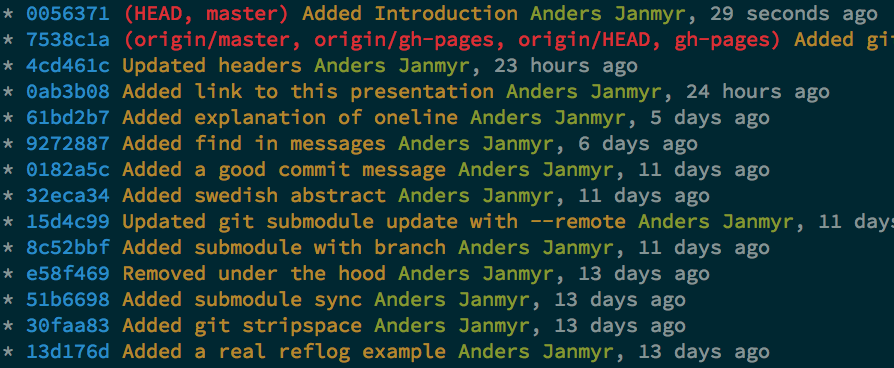 * 0056371 (HEAD, master) Added Introduction Anders Janmyr, 29 seconds ago
* 7538c1a (origin/master, origin/gh-pages, origin/HEAD, gh-pages) Added git
* 4cd461c Updated headers Anders Janmyr, 23 hours ago
* 0ab3b08 Added link to this presentation Anders Janmyr, 24 hours ago
* 61bd2b7 Added explanation of oneline Anders Janmyr, 5 days ago
* 9272887 Added find in messages Anders Janmyr, 6 days ago
* 0182a5c Added a good commit message Anders Janmyr, 11 days ago
* 32eca34 Added swedish abstract Anders Janmyr, 11 days ago
* 15d4c99 Updated git submodule update with --remote Anders Janmyr, 11 days
* 8c52bbf Added submodule with branch Anders Janmyr, 11 days ago
* e58f469 Removed under the hood Anders Janmyr, 13 days ago
* 51b6698 Added submodule sync Anders Janmyr, 13 days ago
* 30faa83 Added git stripspace Anders Janmyr, 13 days ago
* 13d176d Added a real reflog example Anders Janmyr, 13 days ago